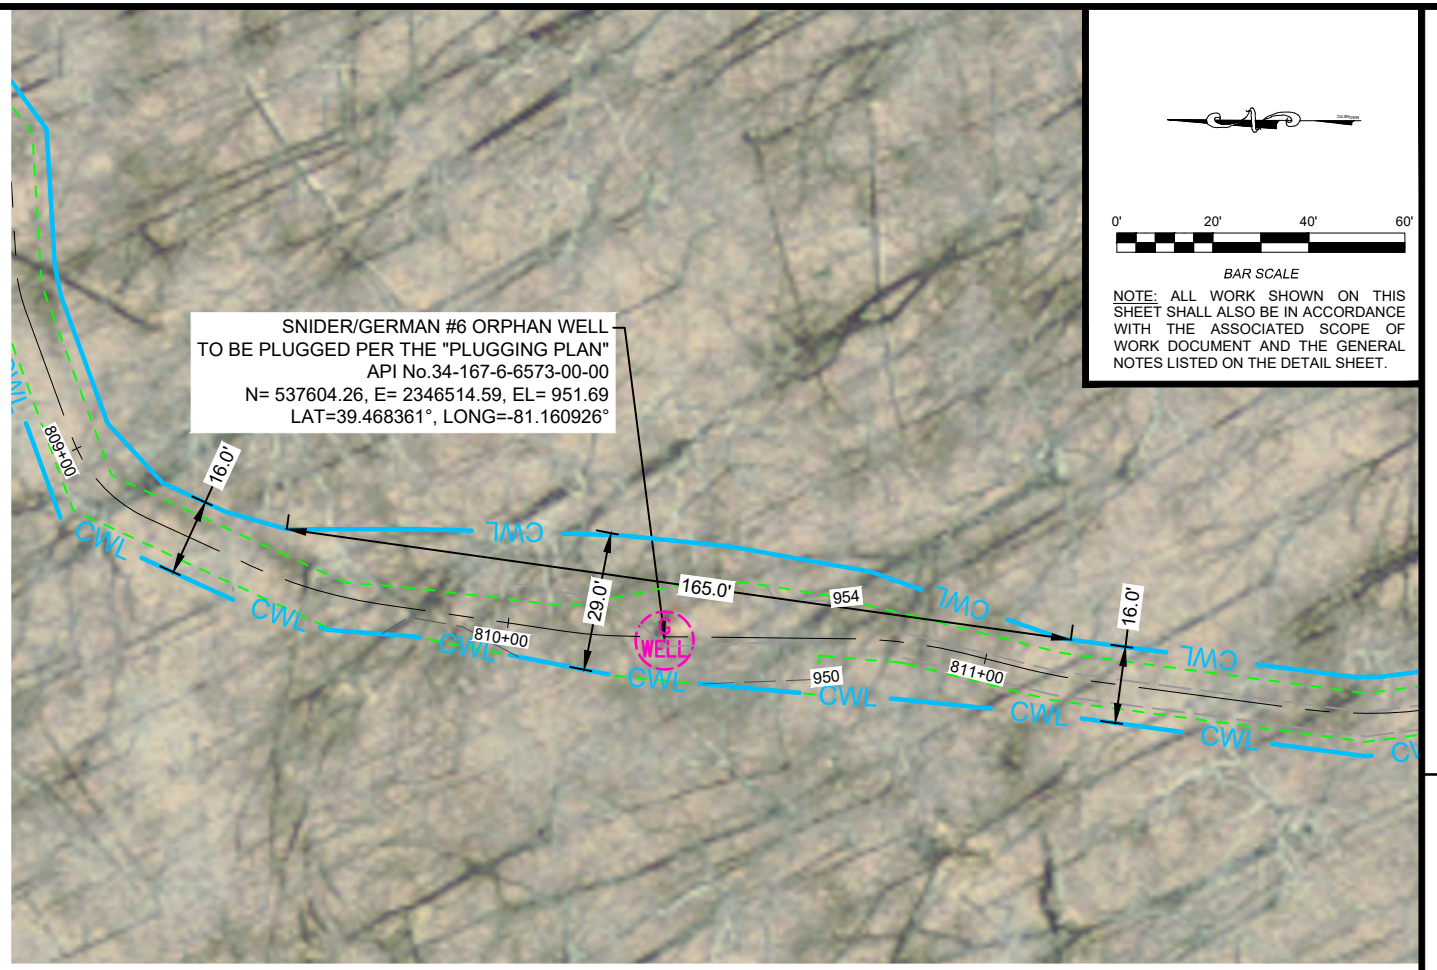 0' 20' 40' 60'
BAR SCALE
NOTE: ALL WORK SHOWN ON THIS
SHEET SHALL ALSO BE IN ACCORDANCE
WITH THE ASSOCIATED SCOPE OF
WORK DOCUMENT AND THE GENERAL
NOTES LISTED ON THE DETAIL SHEET.
SNIDER/GERMAN #6 ORPHAN WELL
TO BE PLUGGED PER THE "PLUGGING PLAN"
API No.34-167-6-6573-00-00
N= 537604.26, E= 2346514.59, EL= 951.69
LAT=39.468361°, LONG=-81.160926°
CWL
809+00
16.0'
CWL
CWL
165.0'
29.0'
954
CWL
16.0'
CWL
CWL
810+00
CWL
G
WELL
CWL
950
811+00
CWL
CWL
CWL
CWL